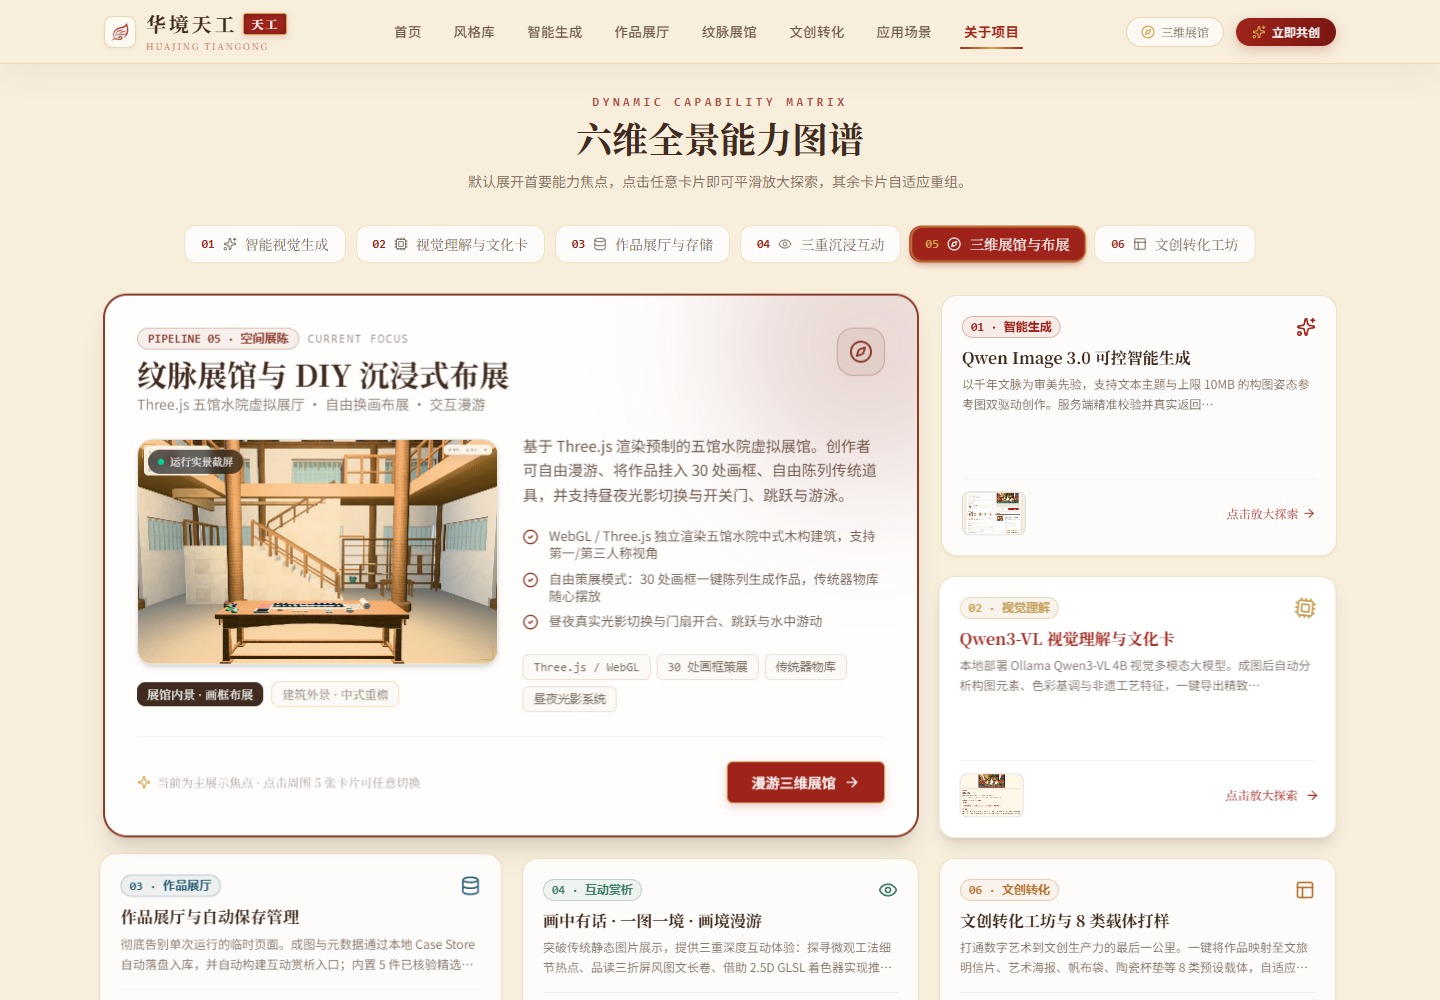 华境天工 天工
HUAJING TIANGONG
首页 风格库 智能生成 作品展厅 纹脉展馆 文创转化 应用场景 关于项目
三维展馆
立即共创
DYNAMIC CAPABILITY MATRIX
六维全景能力图谱
默认展开首要能力焦点，点击任意卡片即可平滑放大探索，其余卡片自适应重组。
01 智能视觉生成
02 视觉理解与文化卡
03 作品展厅与存储
04 三重沉浸互动
05 三维展馆与布展
06 文创转化工坊
PIPELINE 05 · 空间展陈 CURRENT FOCUS
纹脉展馆与 DIY 沉浸式布展
Three.js 五馆水院虚拟展厅 · 自由换画布展 · 交互漫游
运行实景截屏
展馆内景 · 画框布展
建筑外景 · 中式重檐
基于 Three.js 渲染预制的五馆水院虚拟展馆。创作者
可自由漫游、将作品挂入 30 处画框、自由陈列传统道
具，并支持昼夜光影切换与开关门、跳跃与游泳。
WebGL / Three.js 独立渲染五馆水院中式木构建筑，支持
第一/第三人称视角
自由策展模式：30 处画框一键陈列生成作品，传统器物库
随心摆放
昼夜真实光影切换与门扇开合、跳跃与水中游动
Three.js / WebGL
30 处画框策展
传统器物库
昼夜光影系统
当前为主展示焦点 · 点击周围 5 张卡片可任意切换
漫游三维展馆
01 · 智能生成
Qwen Image 3.0 可控智能生成
以千年文脉为审美先验，支持文本主题与上限 10MB 的构图姿态参
考图双驱动创作。服务端精准校验并真实返回…
点击放大探索
02 · 视觉理解
Qwen3-VL 视觉理解与文化卡
本地部署 Ollama Qwen3-VL 4B 视觉多模态大模型。成图后自动分
析构图元素、色彩基调与非遗工艺特征，一键导出精致…
点击放大探索
03 · 作品展厅
作品展厅与自动保存管理
彻底告别单次运行的临时页面。成图与元数据通过本地 Case Store
自动落盘入库，并自动构建互动赏析入口；内置 5 件已核验精选…
04 · 互动赏析
画中有话 · 一图一境 · 画境漫游
突破传统静态图片展示，提供三重深度互动体验：探寻微观工法细
节热点、品读三折屏风图文长卷、借助 2.5D GLSL 着色器实现推…
06 · 文创转化
文创转化工坊与 8 类载体打样
打通数字艺术到文创生产力的最后一公里。一键将作品映射至文旅
明信片、艺术海报、帆布袋、陶瓷杯垫等 8 类预设载体，自适应…